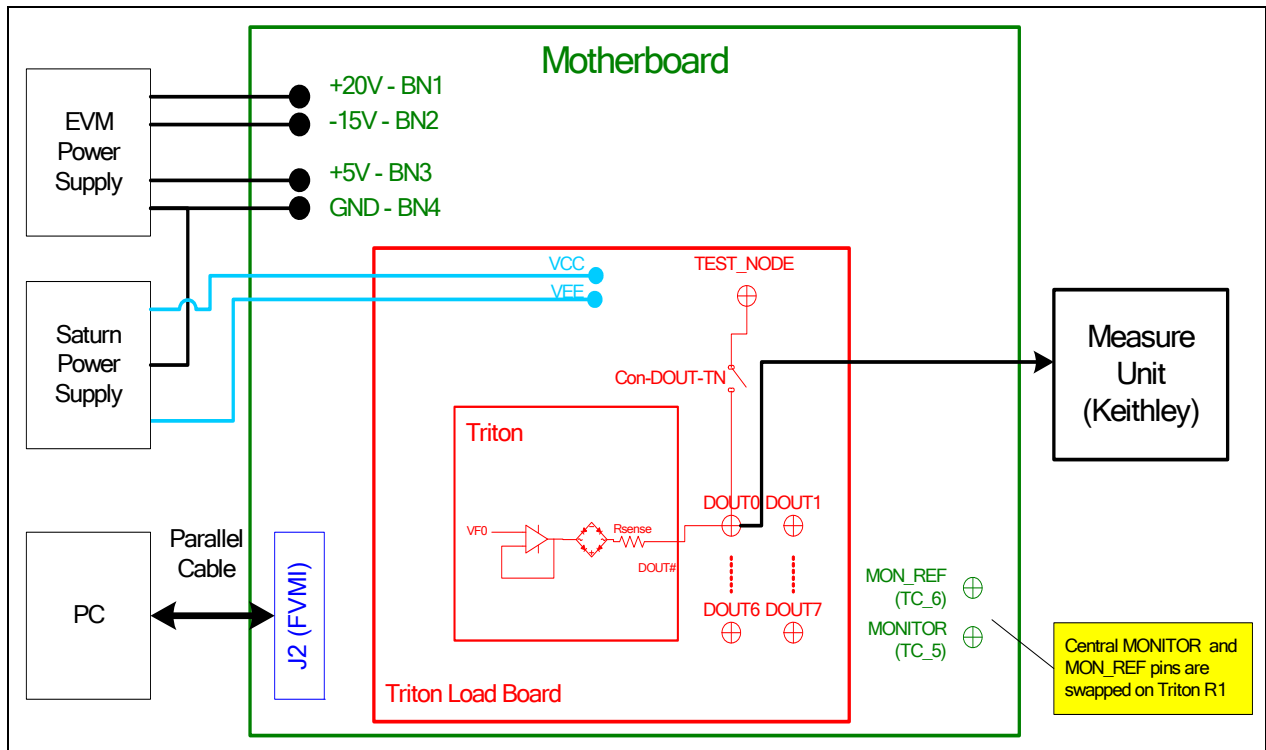 Motherboard
EVM
Power
Supply
+20V - BN1
-15V - BN2
+5V - BN3
GND - BN4
Saturn
Power
Supply
VCC
VEE
TEST_NODE
Con-DOUT-TN
Measure
Unit
(Keithley)
Triton
VF0
Rsense
DOUT#
DOUT0 DOUT1
DOUT6 DOUT7
PC
Parallel
Cable
J2 (FVMI)
MON_REF
(TC_6)
MONITOR
(TC_5)
Central MONITOR and
MON_REF pins are
swapped on Triton R1
Triton Load Board